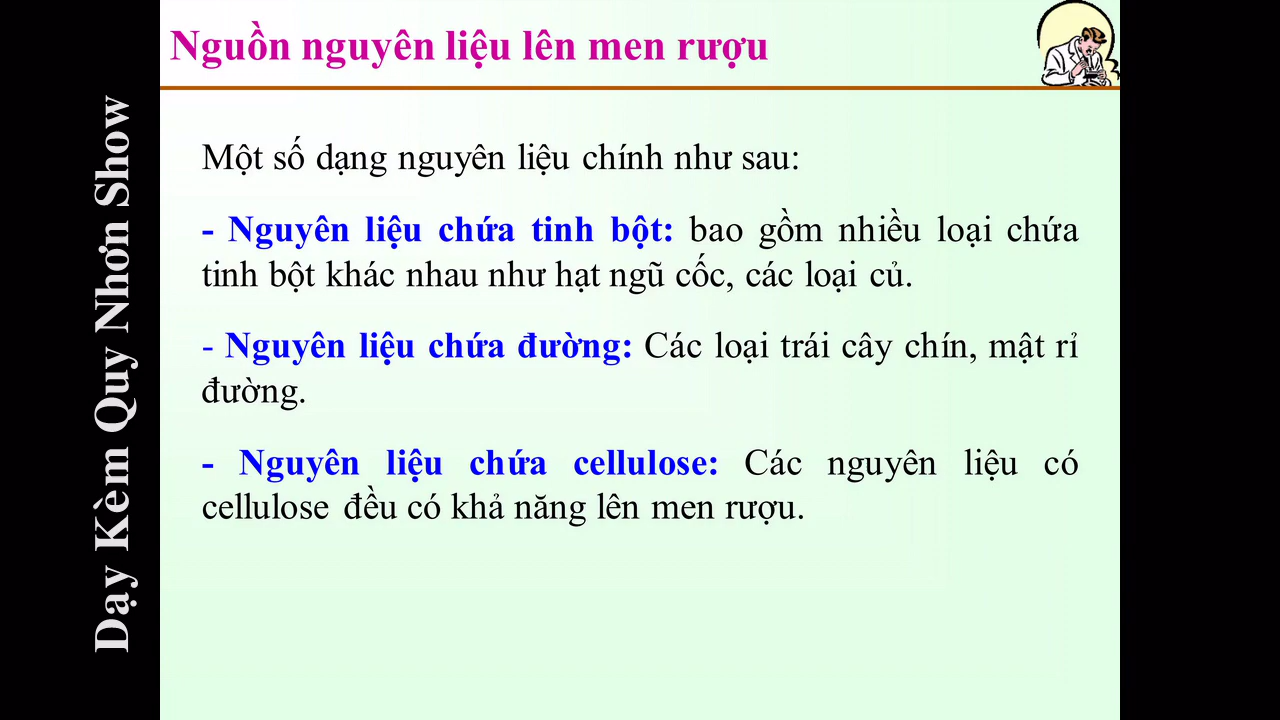 Nguồn nguyên liệu lên men rượu
Một số dạng nguyên liệu chính như sau:
- Nguyên liệu chứa tinh bột: bao gồm nhiều loại chứa
tinh bột khác nhau như hạt ngũ cốc, các loại củ.
- Nguyên liệu chứa đường: Các loại trái cây chín, mật rỉ
đường.
- Nguyên liệu chứa cellulose: Các nguyên liệu có
cellulose đều có khả năng lên men rượu.
Dạy Kèm Quy Nhơn Show